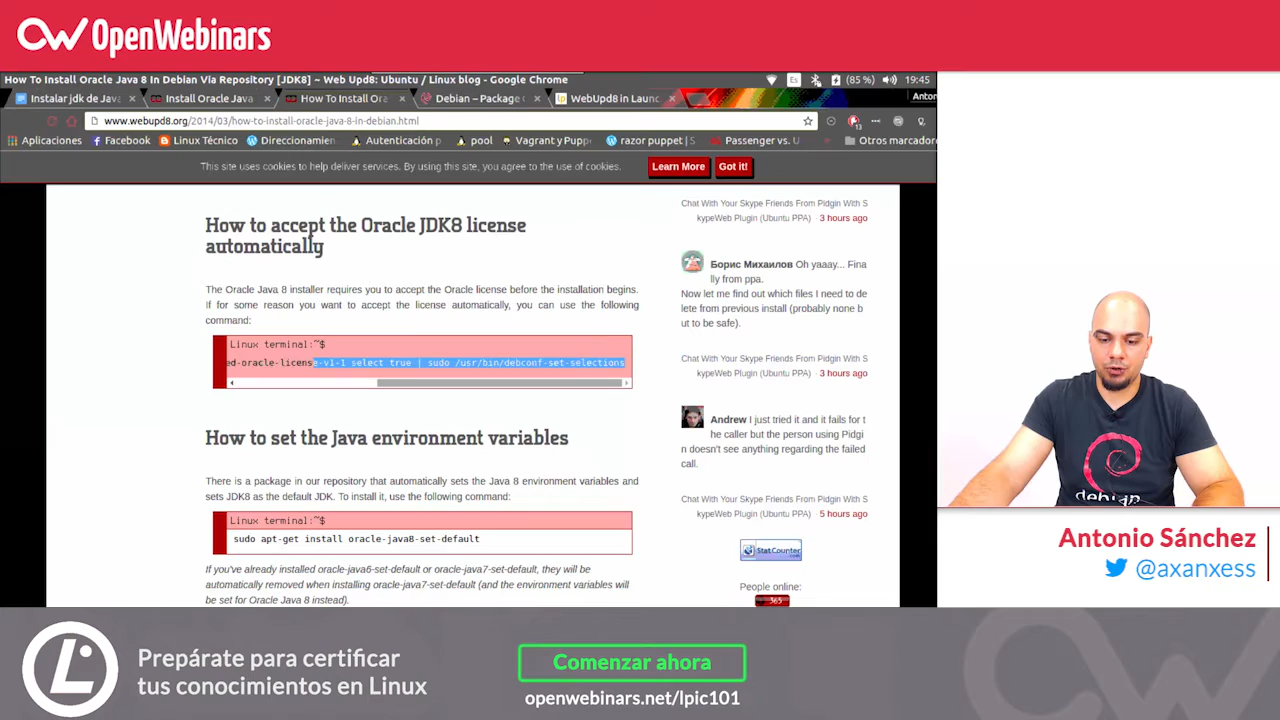 OpenWebinars
How To Install Oracle Java 8 In Debian Via Repository [JDK8] ~ Web Upd8: Ubuntu / Linux blog - Google Chrome
Es
(85 %)
19:45
Instalar jdk de Java
Install Oracle Java
How To Install Ora
Debian – Package
WebUpd8 in Launc
Anton
www.webupd8.org/2014/03/how-to-install-oracle-java-8-in-debian.html
13
Aplicaciones
Facebook
Linux Técnico
Direccionamien
Autenticación p
pool
Vagrant y Puppe
razor puppet | S
Passenger vs. U
Otros marcadore
This site uses cookies to help deliver services. By using this site, you agree to the use of cookies.
Learn More
Got it!
How to accept the Oracle JDK8 license
automatically
The Oracle Java 8 installer requires you to accept the Oracle license before the installation begins.
If for some reason you want to accept the license automatically, you can use the following
command:
Linux terminal:~$
ed-oracle-license-v1-1 select true | sudo /usr/bin/debconf-set-selections
How to set the Java environment variables
There is a package in our repository that automatically sets the Java 8 environment variables and
sets JDK8 as the default JDK. To install it, use the following command:
Linux terminal:~$
sudo apt-get install oracle-java8-set-default
If you've already installed oracle-java6-set-default or oracle-java7-set-default, they will be
automatically removed when installing oracle-java7-set-default (and the environment variables will
be set for Oracle Java 8 instead).
Chat With Your Skype Friends From Pidgin With S
kypeWeb Plugin (Ubuntu PPA) · 3 hours ago
Борис Михаилов Oh yaaay... Fina
lly from ppa.
Now let me find out which files I need to de
lete from previous install (probably none b
ut to be safe).
Chat With Your Skype Friends From Pidgin With S
kypeWeb Plugin (Ubuntu PPA) · 3 hours ago
Andrew I just tried it and it fails for t
he caller but the person using Pidgi
n doesn't see anything regarding the failed
call.
Chat With Your Skype Friends From Pidgin With S
kypeWeb Plugin (Ubuntu PPA) · 5 hours ago
StatCounter
People online:
365
debian
Antonio Sánchez
@axanxess
Prepárate para certificar
tus conocimientos en Linux
Comenzar ahora
openwebinars.net/lpic101